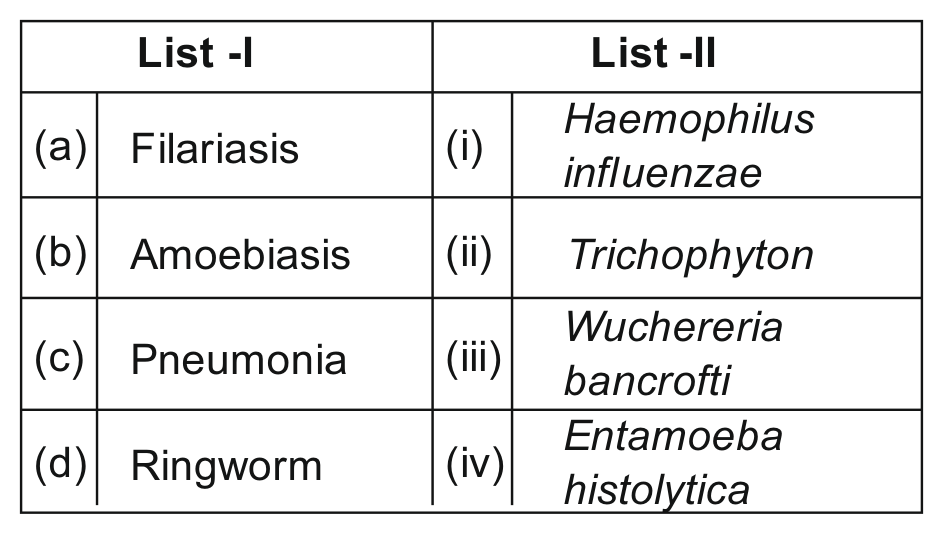 List -I List -II
(a) Filariasis (i) Haemophilus
influenzae
(b) Amoebiasis (ii) Trichophyton
(c) Pneumonia (iii) Wuchereria
bancrofti
(d) Ringworm (iv) Entamoeba
histolytica